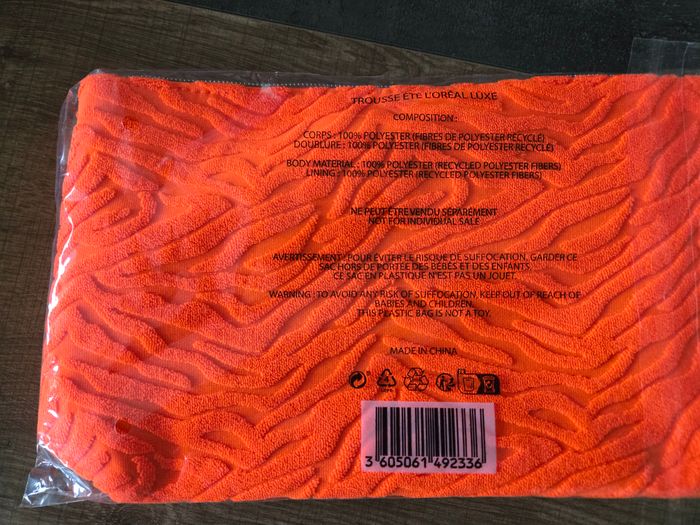 TROUSSE ÉTÉ L'ORÉAL LUXE
COMPOSITION :
CORPS : 100% POLYESTER (FIBRES DE POLYESTER RECYCLÉ)
DOUBLURE : 100% POLYESTER (FIBRES DE POLYESTER RECYCLÉ)
BODY MATERIAL : 100% POLYESTER (RECYCLED POLYESTER FIBERS)
LINING : 100% POLYESTER (RECYCLED POLYESTER FIBERS)
NE PEUT ÊTRE VENDU SÉPARÉMENT
NOT FOR INDIVIDUAL SALE
AVERTISSEMENT : POUR ÉVITER LE RISQUE DE SUFFOCATION, GARDER CE
SAC HORS DE PORTÉE DES BÉBÉS ET DES ENFANTS.
CE SAC EN PLASTIQUE N'EST PAS UN JOUET.
WARNING : TO AVOID ANY RISK OF SUFFOCATION, KEEP OUT OF REACH OF
BABIES AND CHILDREN.
THIS PLASTIC BAG IS NOT A TOY.
MADE IN CHINA
3 605061 492336